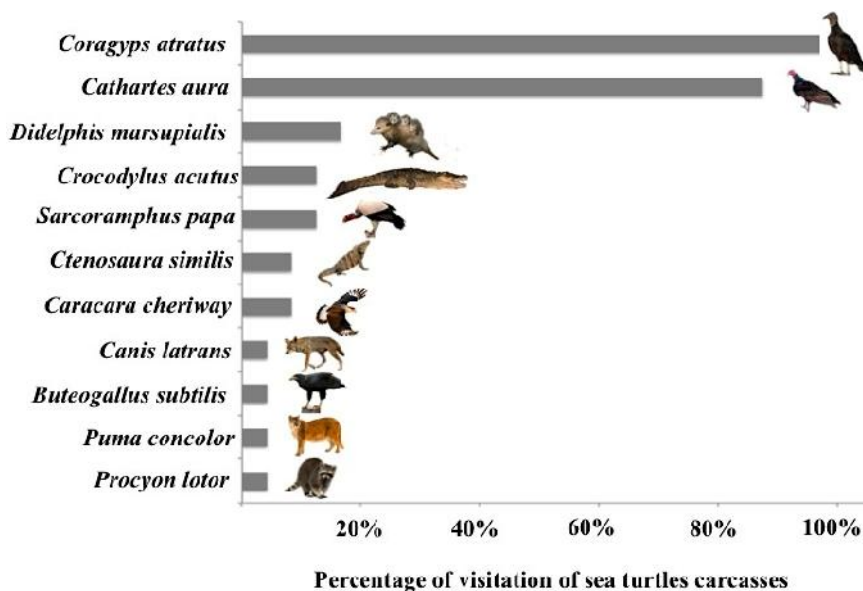 Coragyps atratus
Cathartes aura
Didelphis marsupialis
Crocodylus acutus
Sarcoramphus papa
Ctenosaura similis
Caracara cheriway
Canis latrans
Buteogallus subtilis
Puma concolor
Procyon lotor
20% 40% 60% 80% 100%
Percentage of visitation of sea turtles carcasses